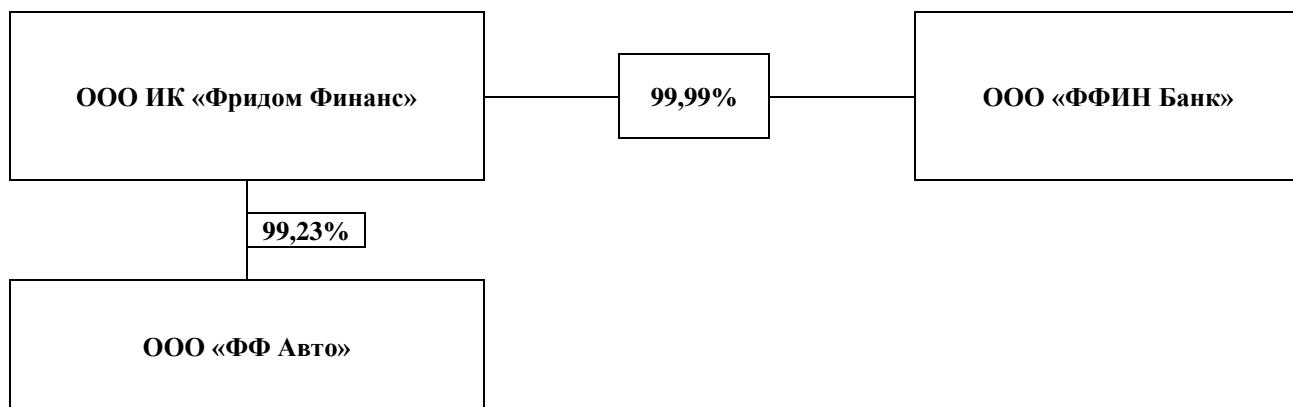 ООО ИК «Фридом Финанс»
99,99%
ООО «ФФИН Банк»
99,23%
ООО «ФФ Авто»